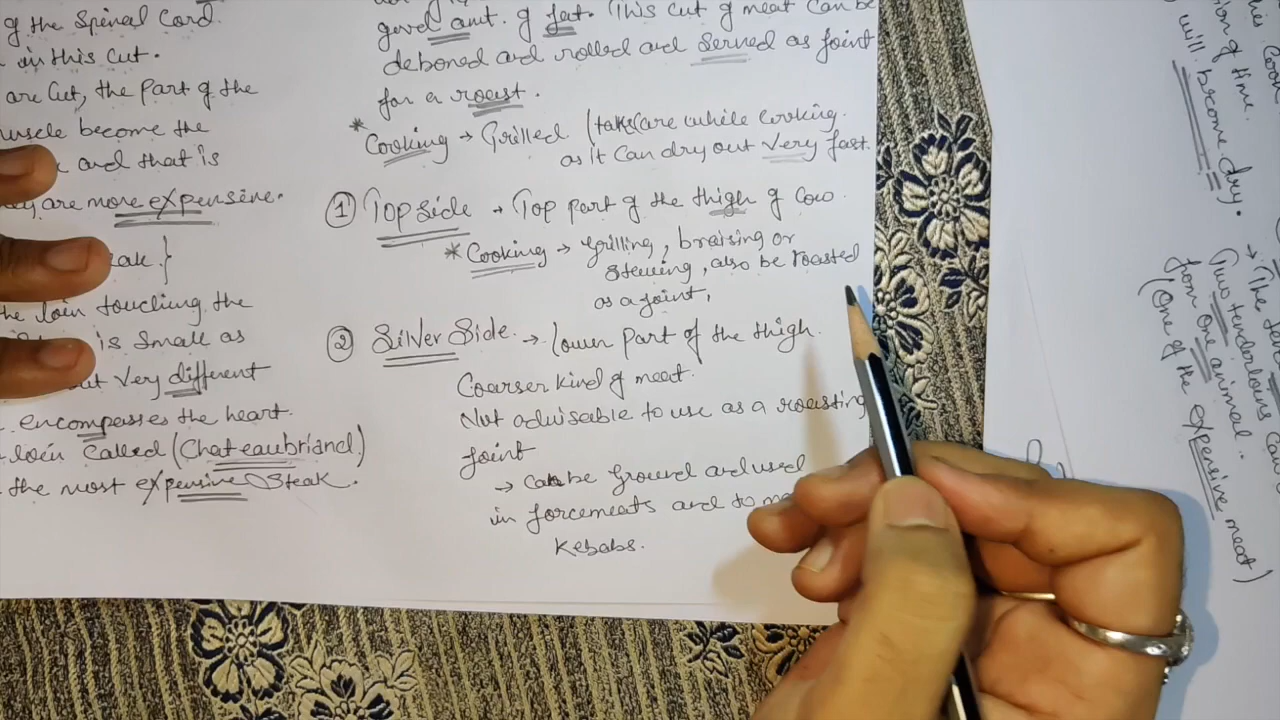 of the Spinal Cord.
in this cut.
are cut, the part of the
become the
and that is
are more expensive.
the loin touching the
is small as
Very different
encompasses the heart.
loin called (Chateaubriand)
the most expensive Steak.
good amt. of fat. This cut of meat can be
deboned and rolled and served as joint
for a roast.
* Cooking → Grilled (take care while cooking.
as it can dry out Very fast.
① Top Side → Top part of the thigh of cow.
* Cooking → grilling, braising or
stewing, also be roasted
as a joint,
② Silver Side. → lower part of the thigh.
Coarser kind of meat.
Not adviseable to use as a roasting
joint
→ Can be ground and used
in forcemeats and to
Kebabs.
Cook
of time.
will become dry.
→ The
Two tenderloins can
from one animal.
(One of the expensive meat)